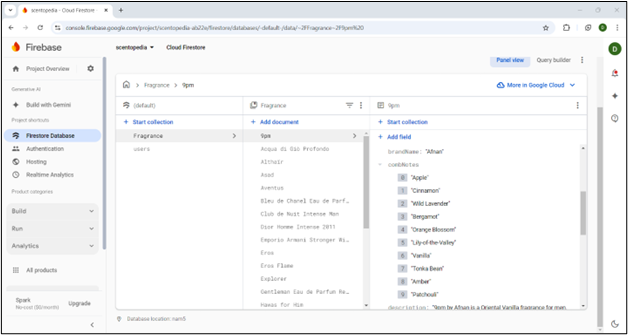 scentopedia - Cloud Firestore
console.firebase.google.com/project/scentopedia-ab22e/firestore/databases/-default-/data/~2FFragrance~2F9pm%20
Firebase
scentopedia
Cloud Firestore
D
Project Overview
Generative AI
Build with Gemini
Project shortcuts
Firestore Database
Authentication
Hosting
Realtime Analytics
Product categories
Build
Run
Analytics
All products
Spark
No-cost ($0/month)
Upgrade
Panel view
Query builder
Fragrance
9pm
More in Google Cloud
(default)
Start collection
Fragrance
users
Fragrance
Add document
9pm
Acqua di Giò Profondo
Althair
Asad
Aventus
Bleu de Chanel Eau de Parf...
Club de Nuit Intense Man
Dior Homme Intense 2011
Emporio Armani Stronger Wi...
Eros
Eros Flame
Explorer
Gentleman Eau de Parfum Re...
Hawas for Him
9pm
Start collection
Add field
brandName: "Afnan"
combNotes
0 "Apple"
1 "Cinnamon"
2 "Wild Lavender"
3 "Bergamot"
4 "Orange Blossom"
5 "Lily-of-the-Valley"
6 "Vanilla"
7 "Tonka Bean"
8 "Amber"
9 "Patchouli"
description: "9pm by Afnan is a Oriental Vanilla fragrance for men
Database location: nam5